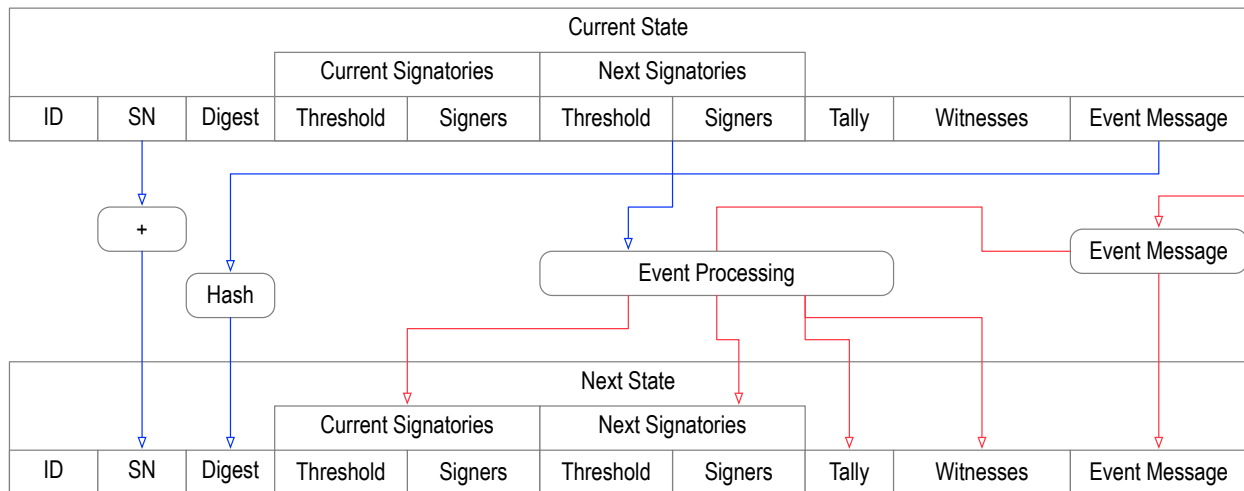 Current State
Current Signatories Next Signatories
ID SN Digest Threshold Signers Threshold Signers Tally Witnesses Event Message
+
Event Message
Event Processing
Hash
Next State
Current Signatories Next Signatories
ID SN Digest Threshold Signers Threshold Signers Tally Witnesses Event Message